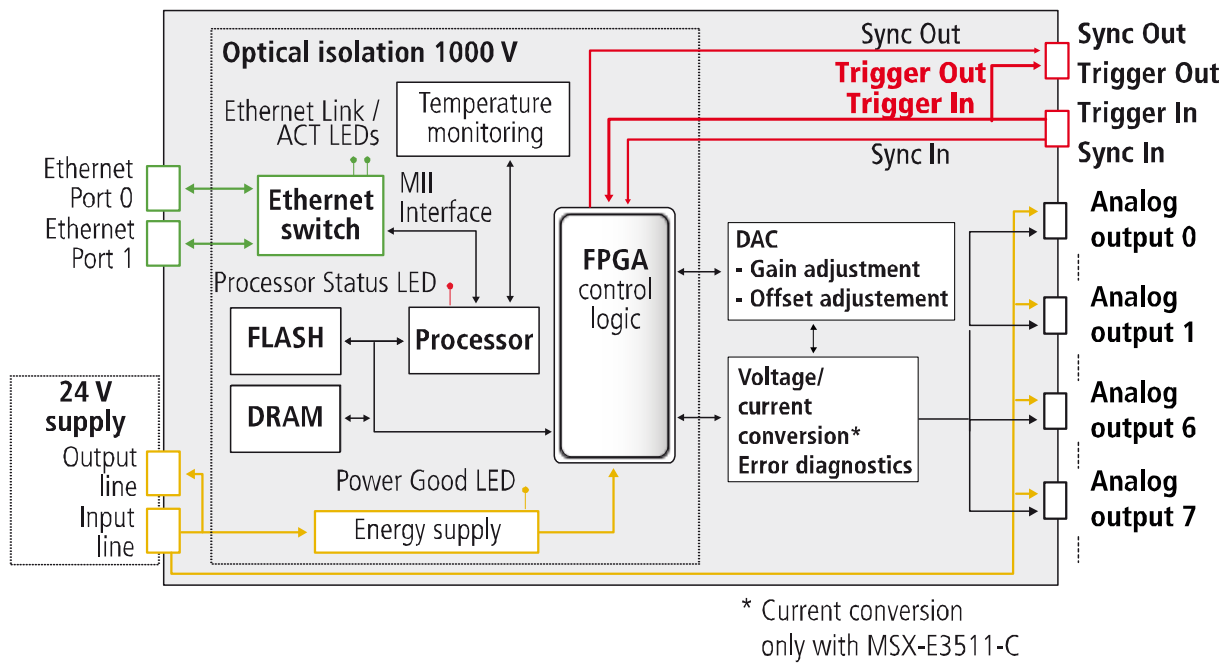 Optical isolation 1000 V
Ethernet Link /
ACT LEDs
Temperature
monitoring
Sync Out
Trigger Out
Trigger In
Sync In
Sync Out
Trigger Out
Trigger In
Sync In
Ethernet
Port 0
Ethernet
Port 1
Ethernet
switch
MII
Interface
Processor Status LED
FLASH
Processor
DRAM
FPGA
control
logic
DAC
- Gain adjustment
- Offset adjustement
Voltage/
current
conversion*
Error diagnostics
Analog
output 0
Analog
output 1
Analog
output 6
Analog
output 7
24 V
supply
Output
line
Input
line
Power Good LED
Energy supply
* Current conversion
only with MSX-E3511-C